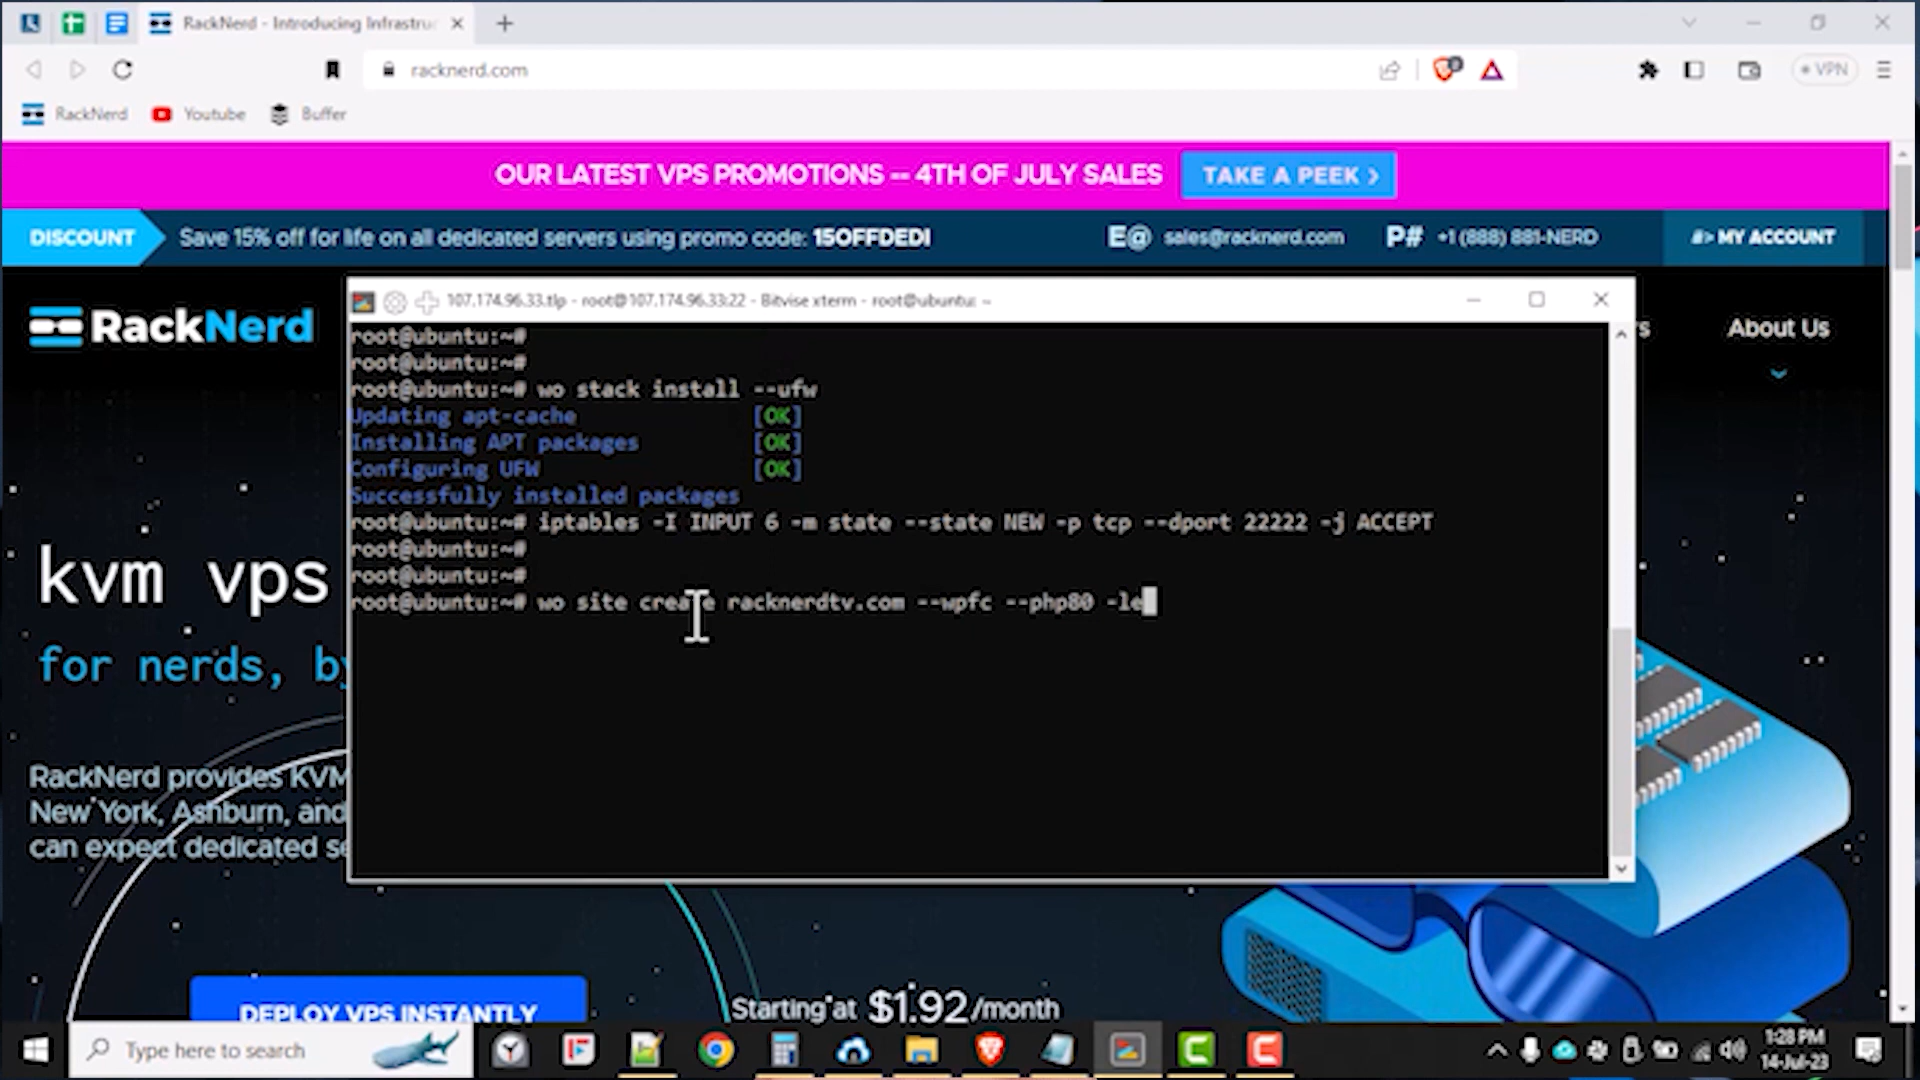 RackNerd - Introducing Infrastruc
racknerd.com
VPN
RackNerd
Youtube
Buffer
OUR LATEST VPS PROMOTIONS -- 4TH OF JULY SALES
TAKE A PEEK >
DISCOUNT
Save 15% off for life on all dedicated servers using promo code: 15OFFDEDI
E@ sales@racknerd.com
P# +1 (888) 881-NERD
#> MY ACCOUNT
107.174.96.33.tlp - root@107.174.96.33:22 - Bitvise xterm - root@ubuntu: ~
RackNerd
About Us
root@ubuntu:~#
root@ubuntu:~#
root@ubuntu:~# wo stack install --ufw
Updating apt-cache [OK]
Installing APT packages [OK]
Configuring UFW [OK]
Successfully installed packages
root@ubuntu:~# iptables -I INPUT 6 -m state --state NEW -p tcp --dport 22222 -j ACCEPT
root@ubuntu:~#
root@ubuntu:~#
root@ubuntu:~# wo site create racknerdtv.com --wpfc --php80 -le
kvm vps
for nerds, by
RackNerd provides KVM
New York, Ashburn, and
can expect dedicated se
DEPLOY VPS INSTANTLY
Starting at $1.92/month
Type here to search
1:28 PM
14-Jul-23